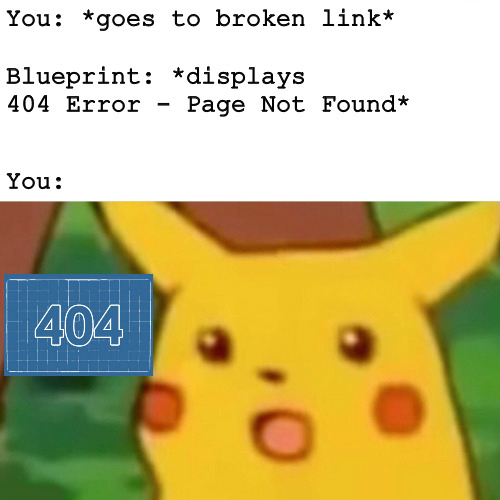 You: *goes to broken link*
Blueprint: *displays
404 Error - Page Not Found*
You:
404